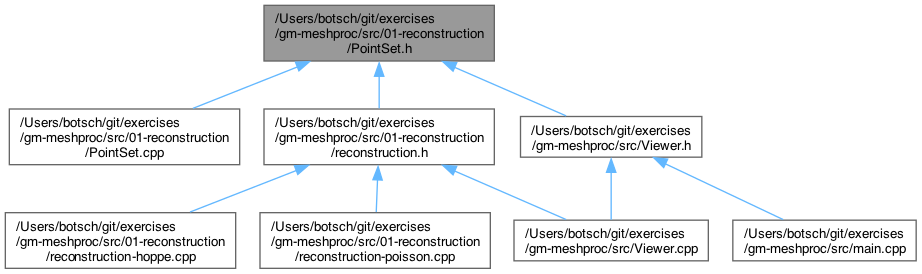 /Users/botsch/git/exercises
/gm-meshproc/src/01-reconstruction
/PointSet.h
/Users/botsch/git/exercises
/gm-meshproc/src/01-reconstruction
/PointSet.cpp
/Users/botsch/git/exercises
/gm-meshproc/src/01-reconstruction
/reconstruction.h
/Users/botsch/git/exercises
/gm-meshproc/src/Viewer.h
/Users/botsch/git/exercises
/gm-meshproc/src/01-reconstruction
/reconstruction-hoppe.cpp
/Users/botsch/git/exercises
/gm-meshproc/src/01-reconstruction
/reconstruction-poisson.cpp
/Users/botsch/git/exercises
/gm-meshproc/src/Viewer.cpp
/Users/botsch/git/exercises
/gm-meshproc/src/main.cpp